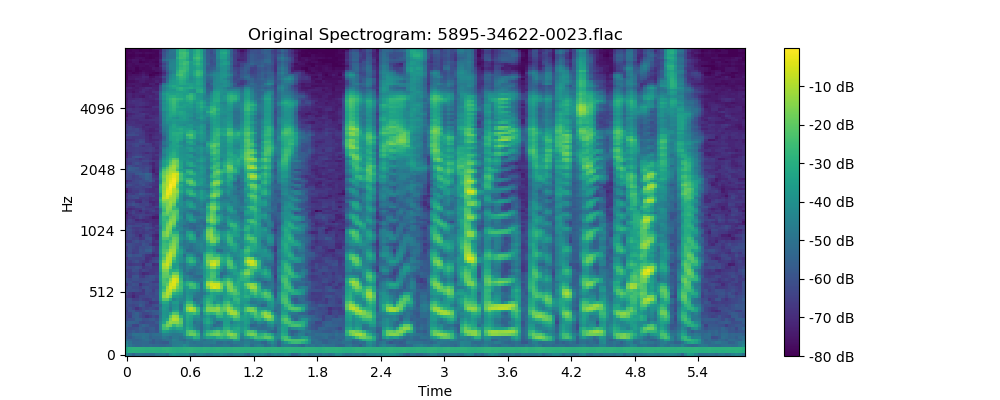 Original Spectrogram: 5895-34622-0023.flac
Hz
4096
2048
1024
512
0
0 0.6 1.2 1.8 2.4 3 3.6 4.2 4.8 5.4
Time
-10 dB
-20 dB
-30 dB
-40 dB
-50 dB
-60 dB
-70 dB
-80 dB